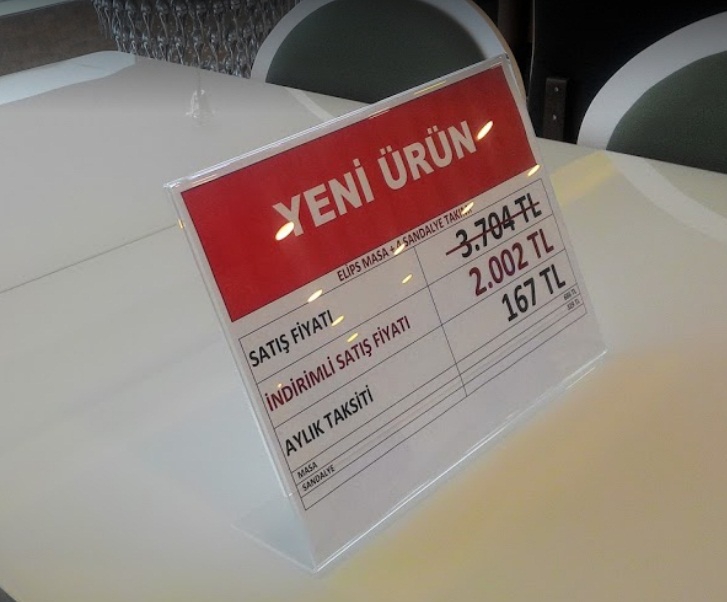 YENİ ÜRÜN
ELİPS MASA + 4 SANDALYE TAKIMI
SATIŞ FİYATI 3.704 TL
İNDİRİMLİ SATIŞ FİYATI 2.002 TL
AYLIK TAKSİTİ 167 TL
MASA
SANDALYE